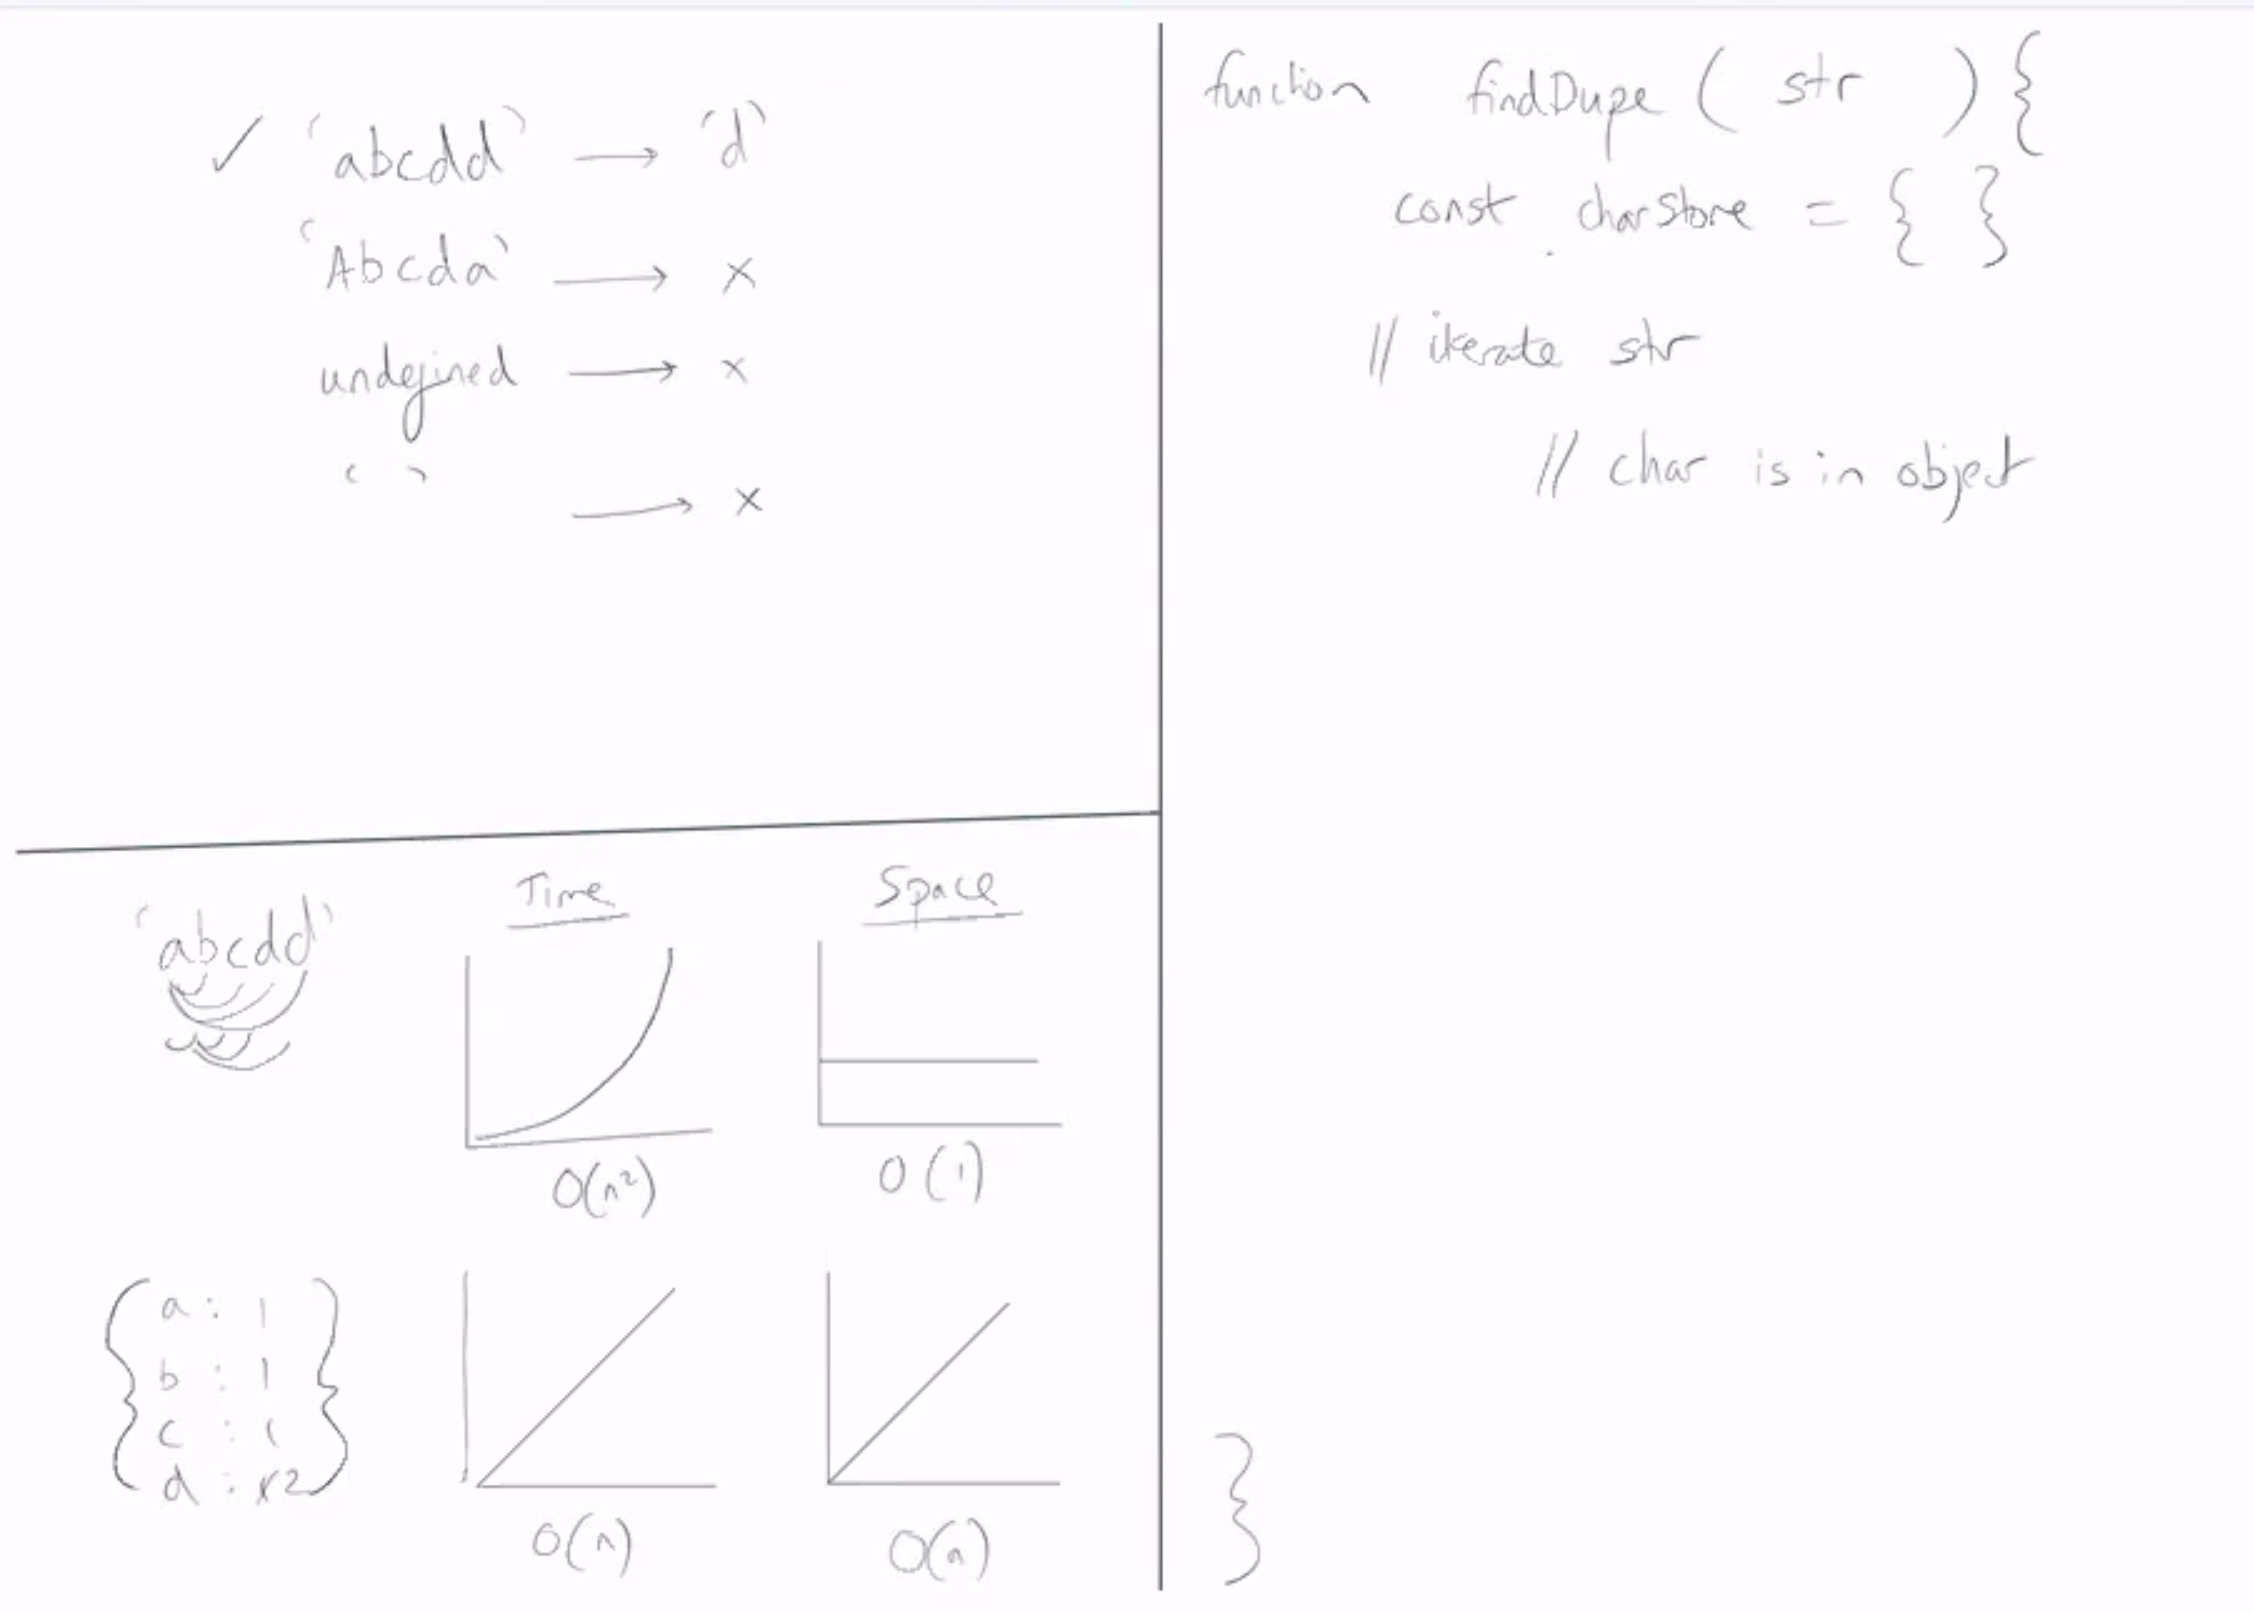 ✓ 'abcdd' → 'd'
'Abcda' → x
undefined → x
' ' → x
function findDupe ( str ) {
const charStore = { }
// iterate str
// char is in object
}
'abcdd'
Time
Space
O(n²)
O(1)
{ a : 1
b : 1
c : 1
d : 2 }
O(n)
O(n)